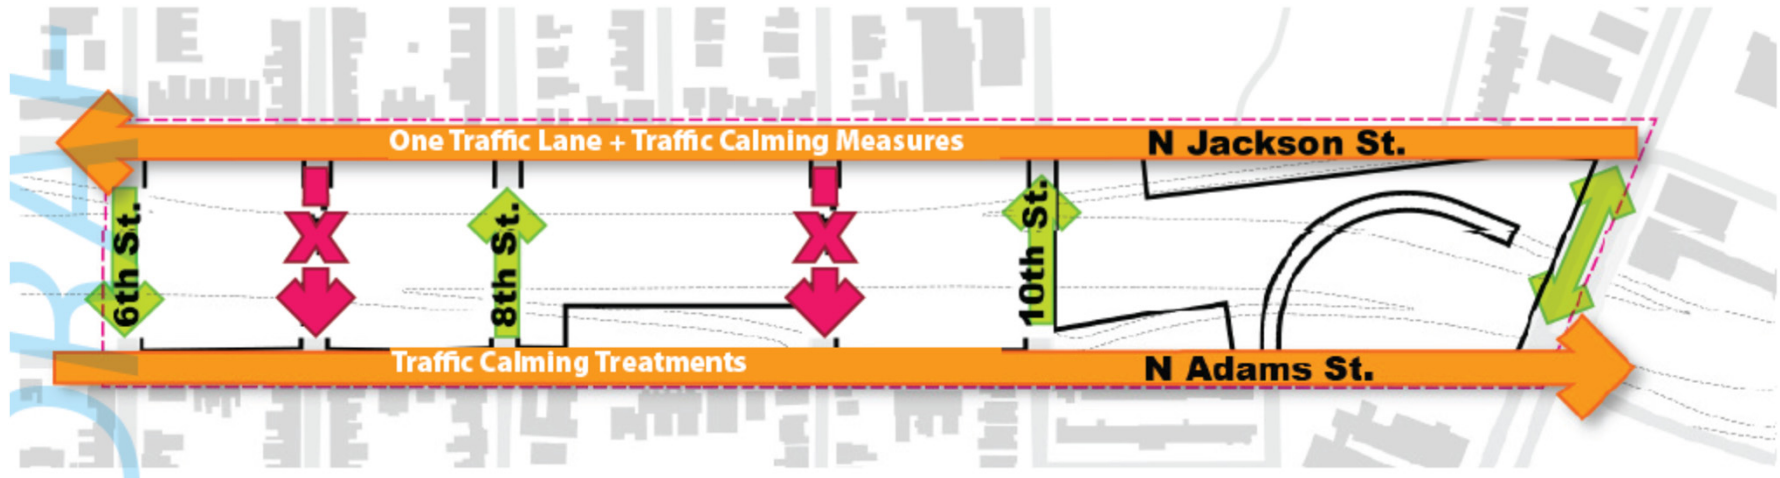 One Traffic Lane + Traffic Calming Measures
N Jackson St.
6th St.
X
8th St.
X
10th St.
Traffic Calming Treatments
N Adams St.